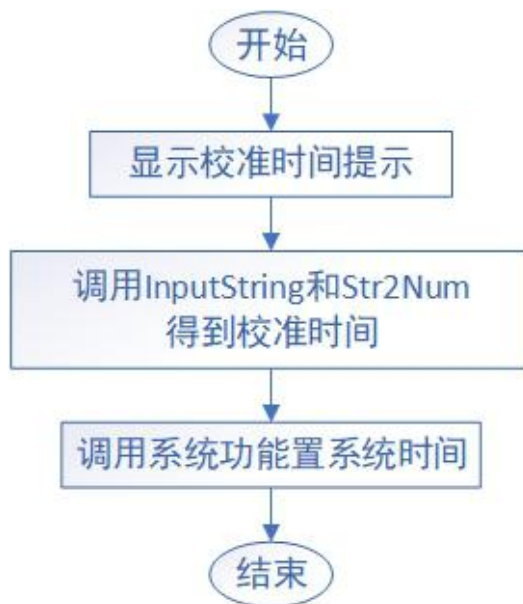 开始
显示校准时间提示
调用InputString和Str2Num
得到校准时间
调用系统功能置系统时间
结束